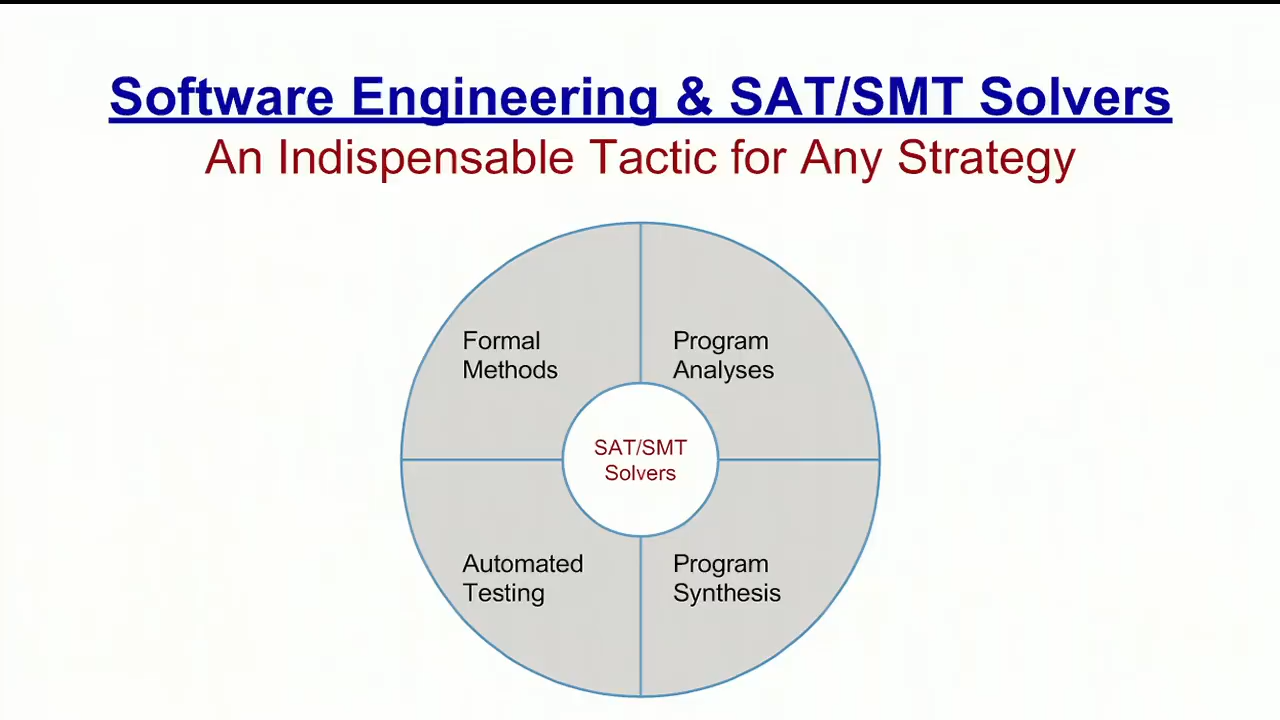 Software Engineering & SAT/SMT Solvers
An Indispensable Tactic for Any Strategy
Formal
Methods
Program
Analyses
SAT/SMT
Solvers
Automated
Testing
Program
Synthesis